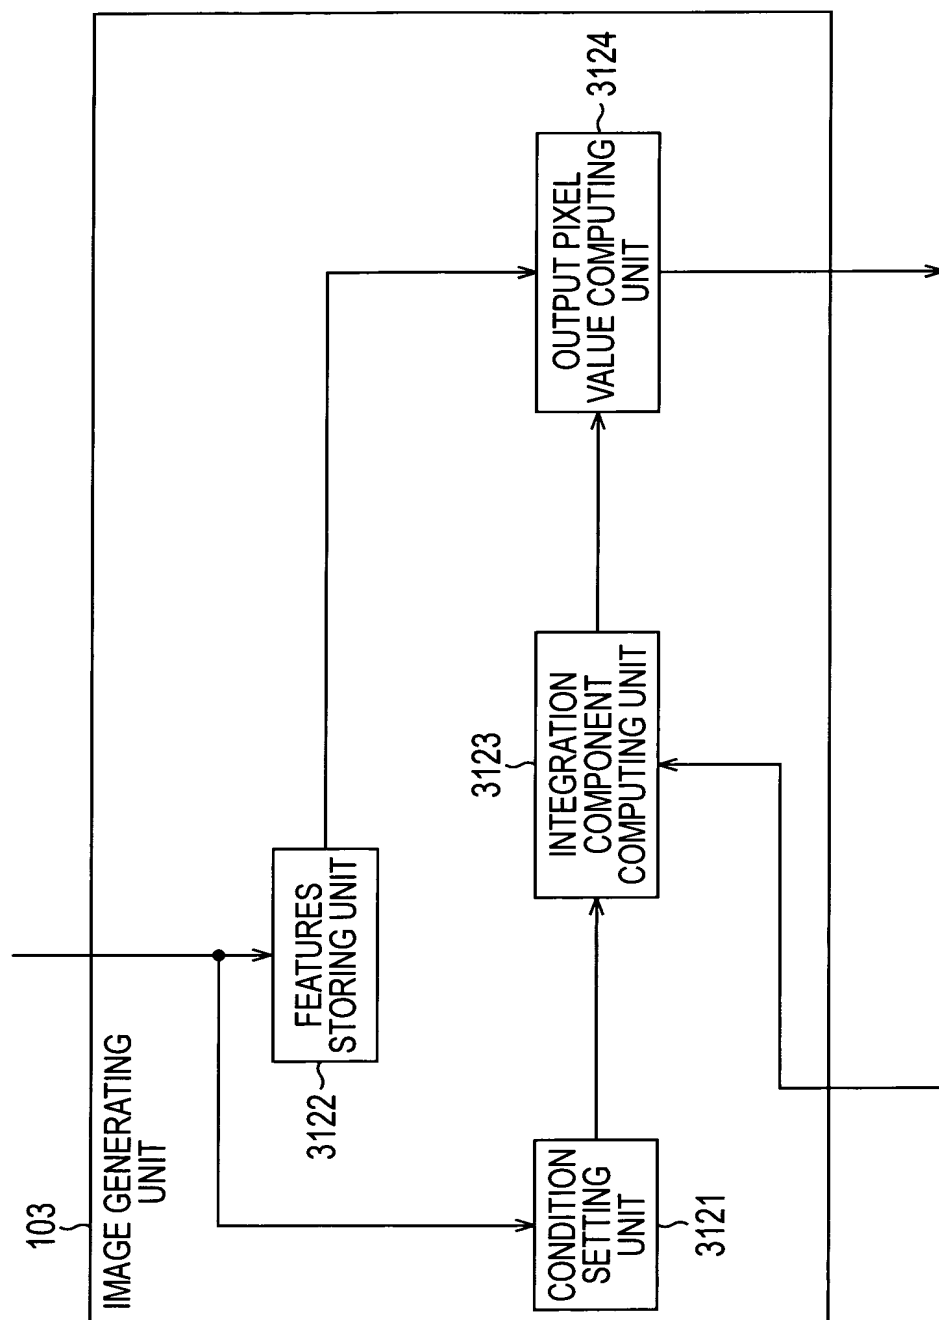 103
IMAGE GENERATING
UNIT
3122
FEATURES
STORING UNIT
CONDITION
SETTING
UNIT
3121
3123
INTEGRATION
COMPONENT
COMPUTING UNIT
OUTPUT PIXEL
VALUE COMPUTING
UNIT
3124